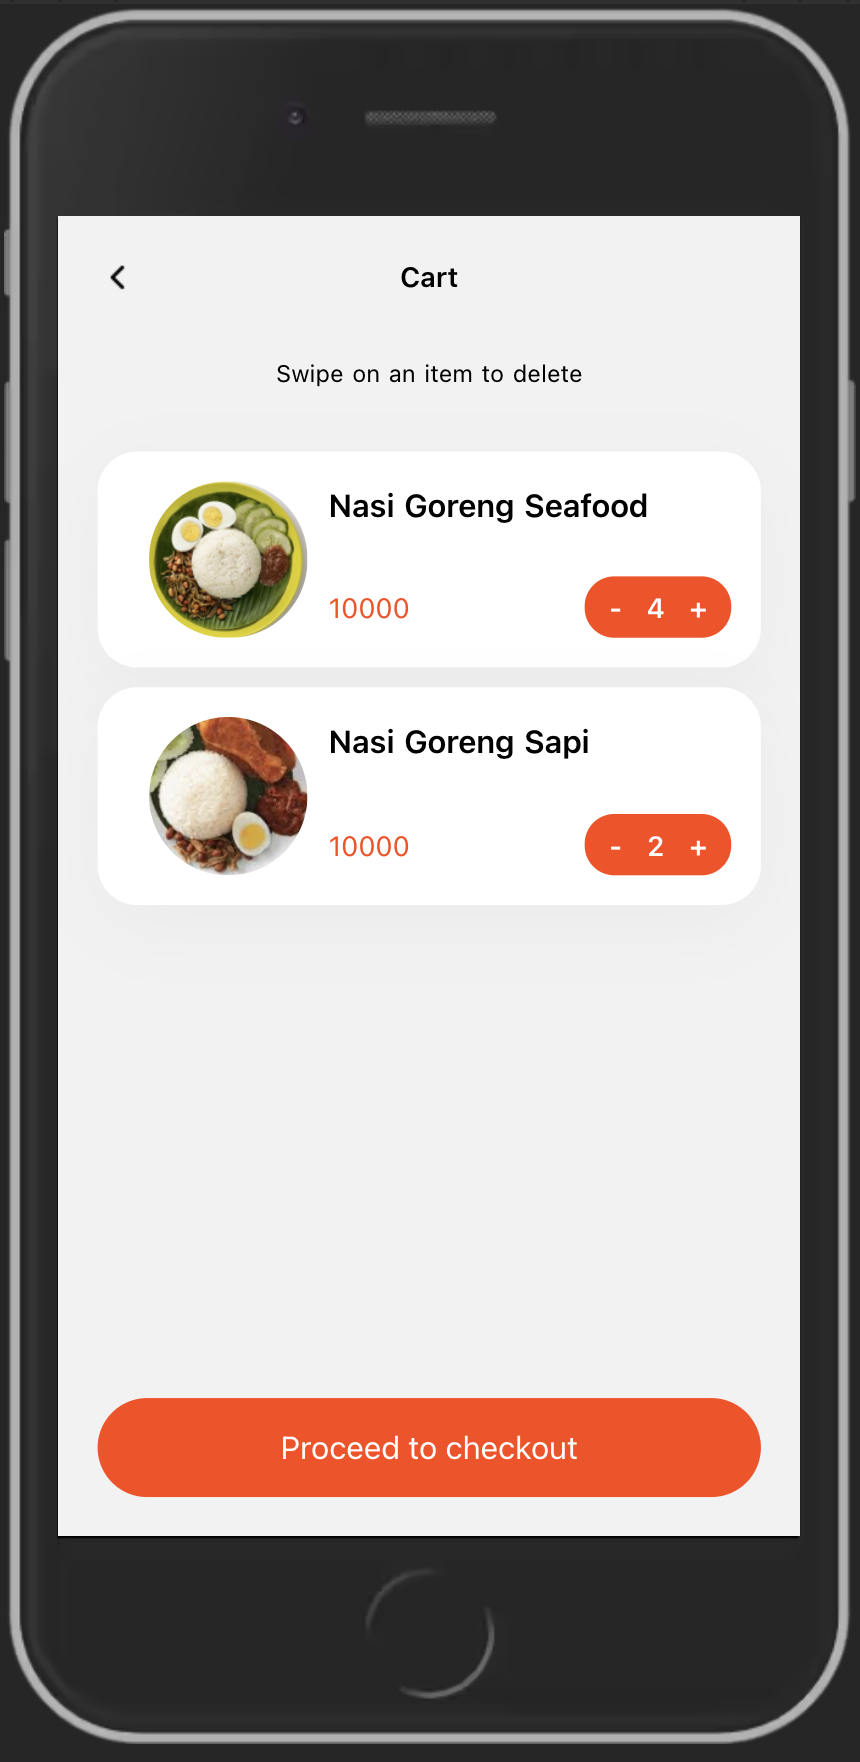 Cart
Swipe on an item to delete
Nasi Goreng Seafood
10000 - 4 +
Nasi Goreng Sapi
10000 - 2 +
Proceed to checkout